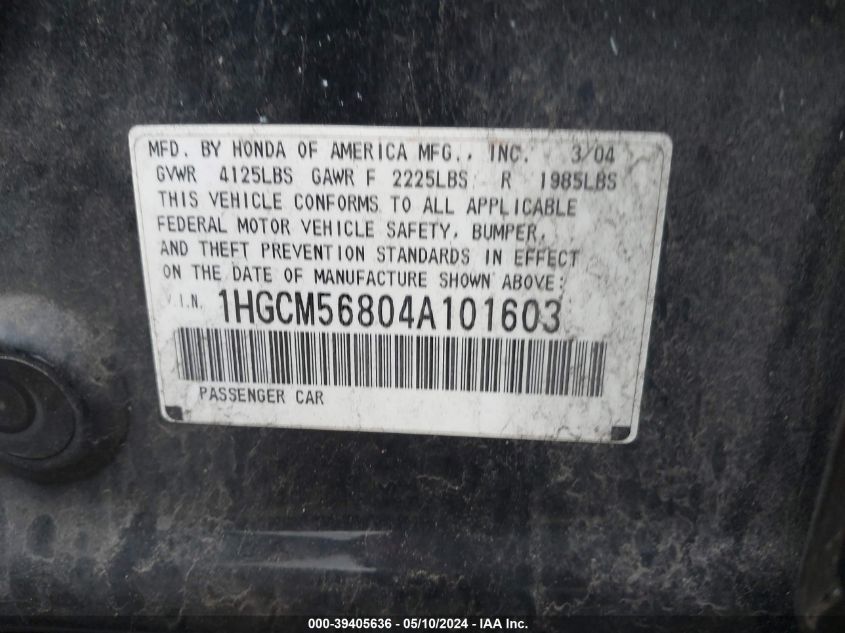 MFD. BY HONDA OF AMERICA MFG., INC. 3/04
GVWR 4125LBS GAWR F 2225LBS R 1985LBS
THIS VEHICLE CONFORMS TO ALL APPLICABLE
FEDERAL MOTOR VEHICLE SAFETY, BUMPER,
AND THEFT PREVENTION STANDARDS IN EFFECT
ON THE DATE OF MANUFACTURE SHOWN ABOVE:
V.I.N. 1HGCM56804A101603
PASSENGER CAR
000-39405636 - 05/10/2024 - IAA Inc.